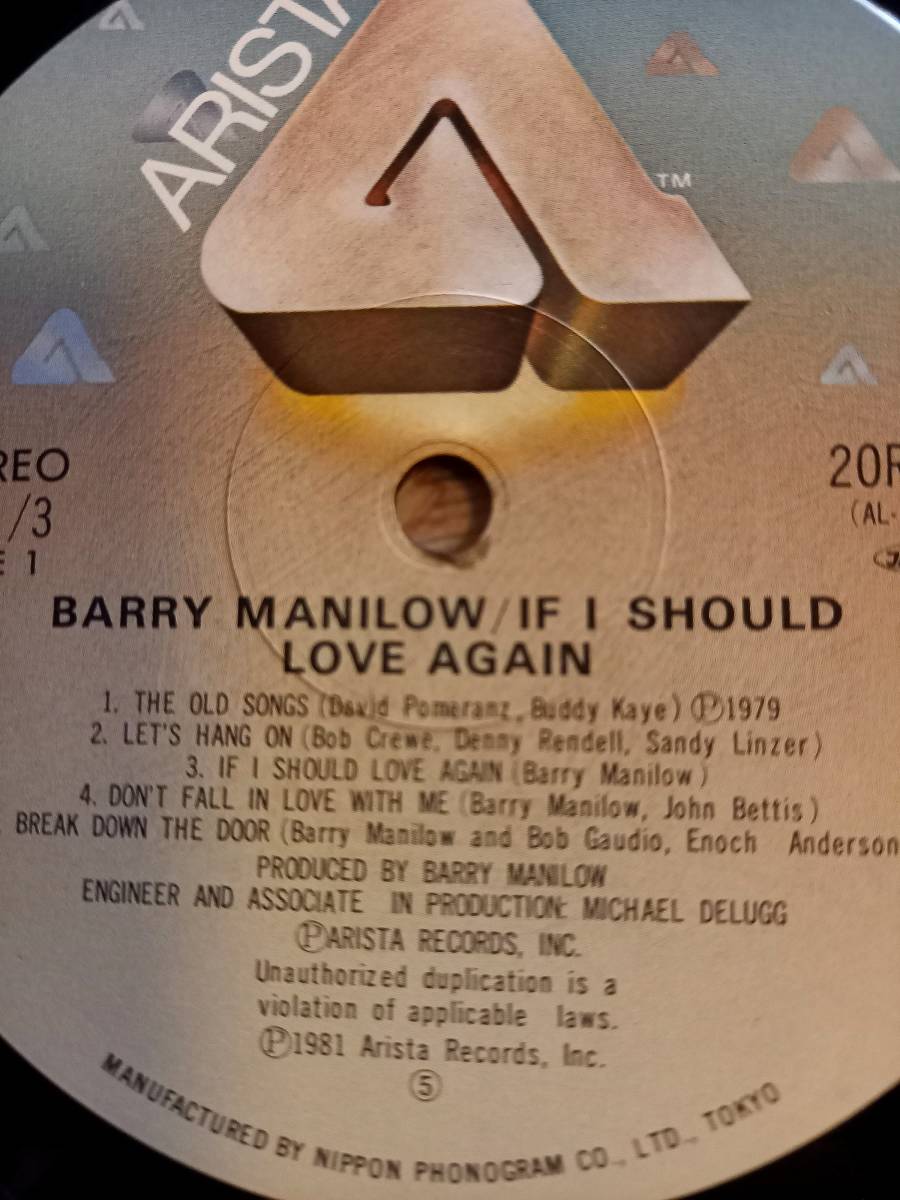 ARISTA
TM
REO
20R
/3
(AL-
E 1
BARRY MANILOW/IF I SHOULD
LOVE AGAIN
1. THE OLD SONGS (David Pomeranz, Buddy Kaye) Ⓟ1979
2. LET'S HANG ON (Bob Crewe, Denny Rendell, Sandy Linzer)
3. IF I SHOULD LOVE AGAIN (Barry Manilow)
4. DON'T FALL IN LOVE WITH ME (Barry Manilow, John Bettis)
BREAK DOWN THE DOOR (Barry Manilow and Bob Gaudio, Enoch Anderson
PRODUCED BY BARRY MANILOW
ENGINEER AND ASSOCIATE IN PRODUCTION: MICHAEL DELUGG
ⓅARISTA RECORDS, INC.
Unauthorized duplication is a
violation of applicable laws.
Ⓟ1981 Arista Records, Inc.
⑤
MANUFACTURED BY NIPPON PHONOGRAM CO., LTD., TOKYO